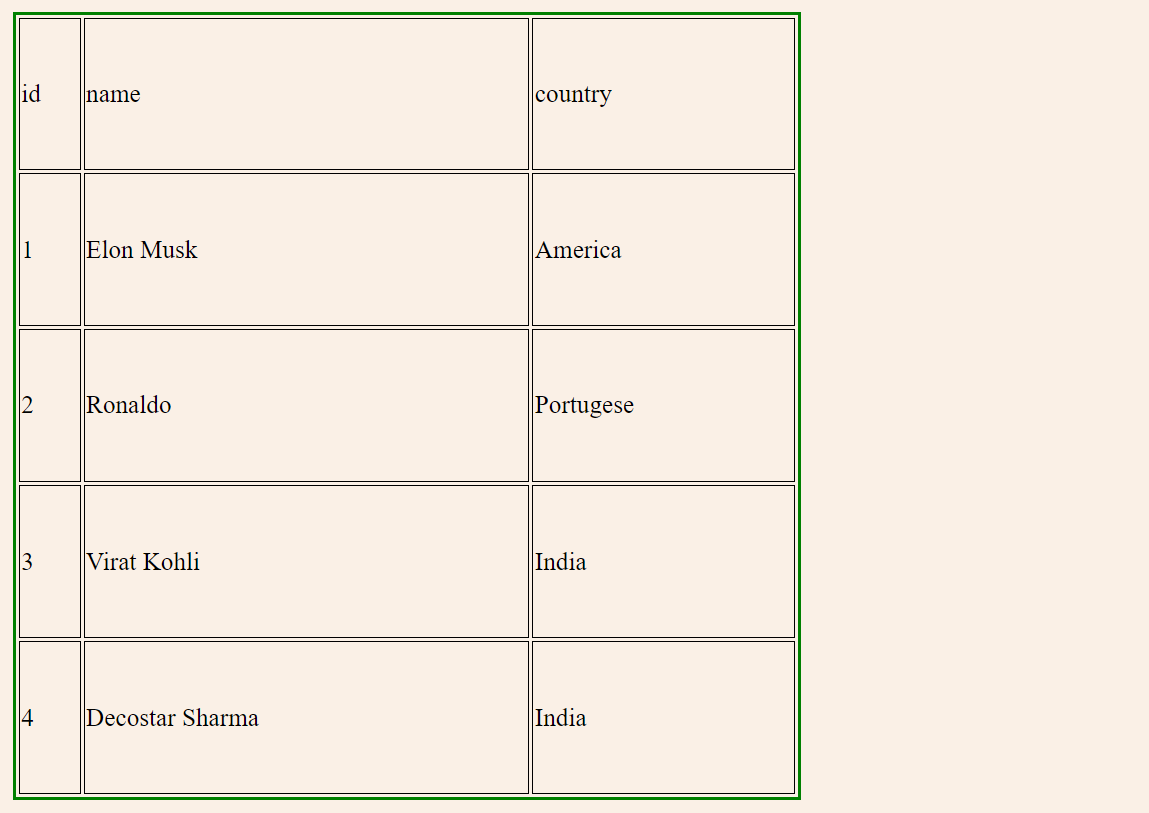 id name country
1 Elon Musk America
2 Ronaldo Portugese
3 Virat Kohli India
4 Decostar Sharma India